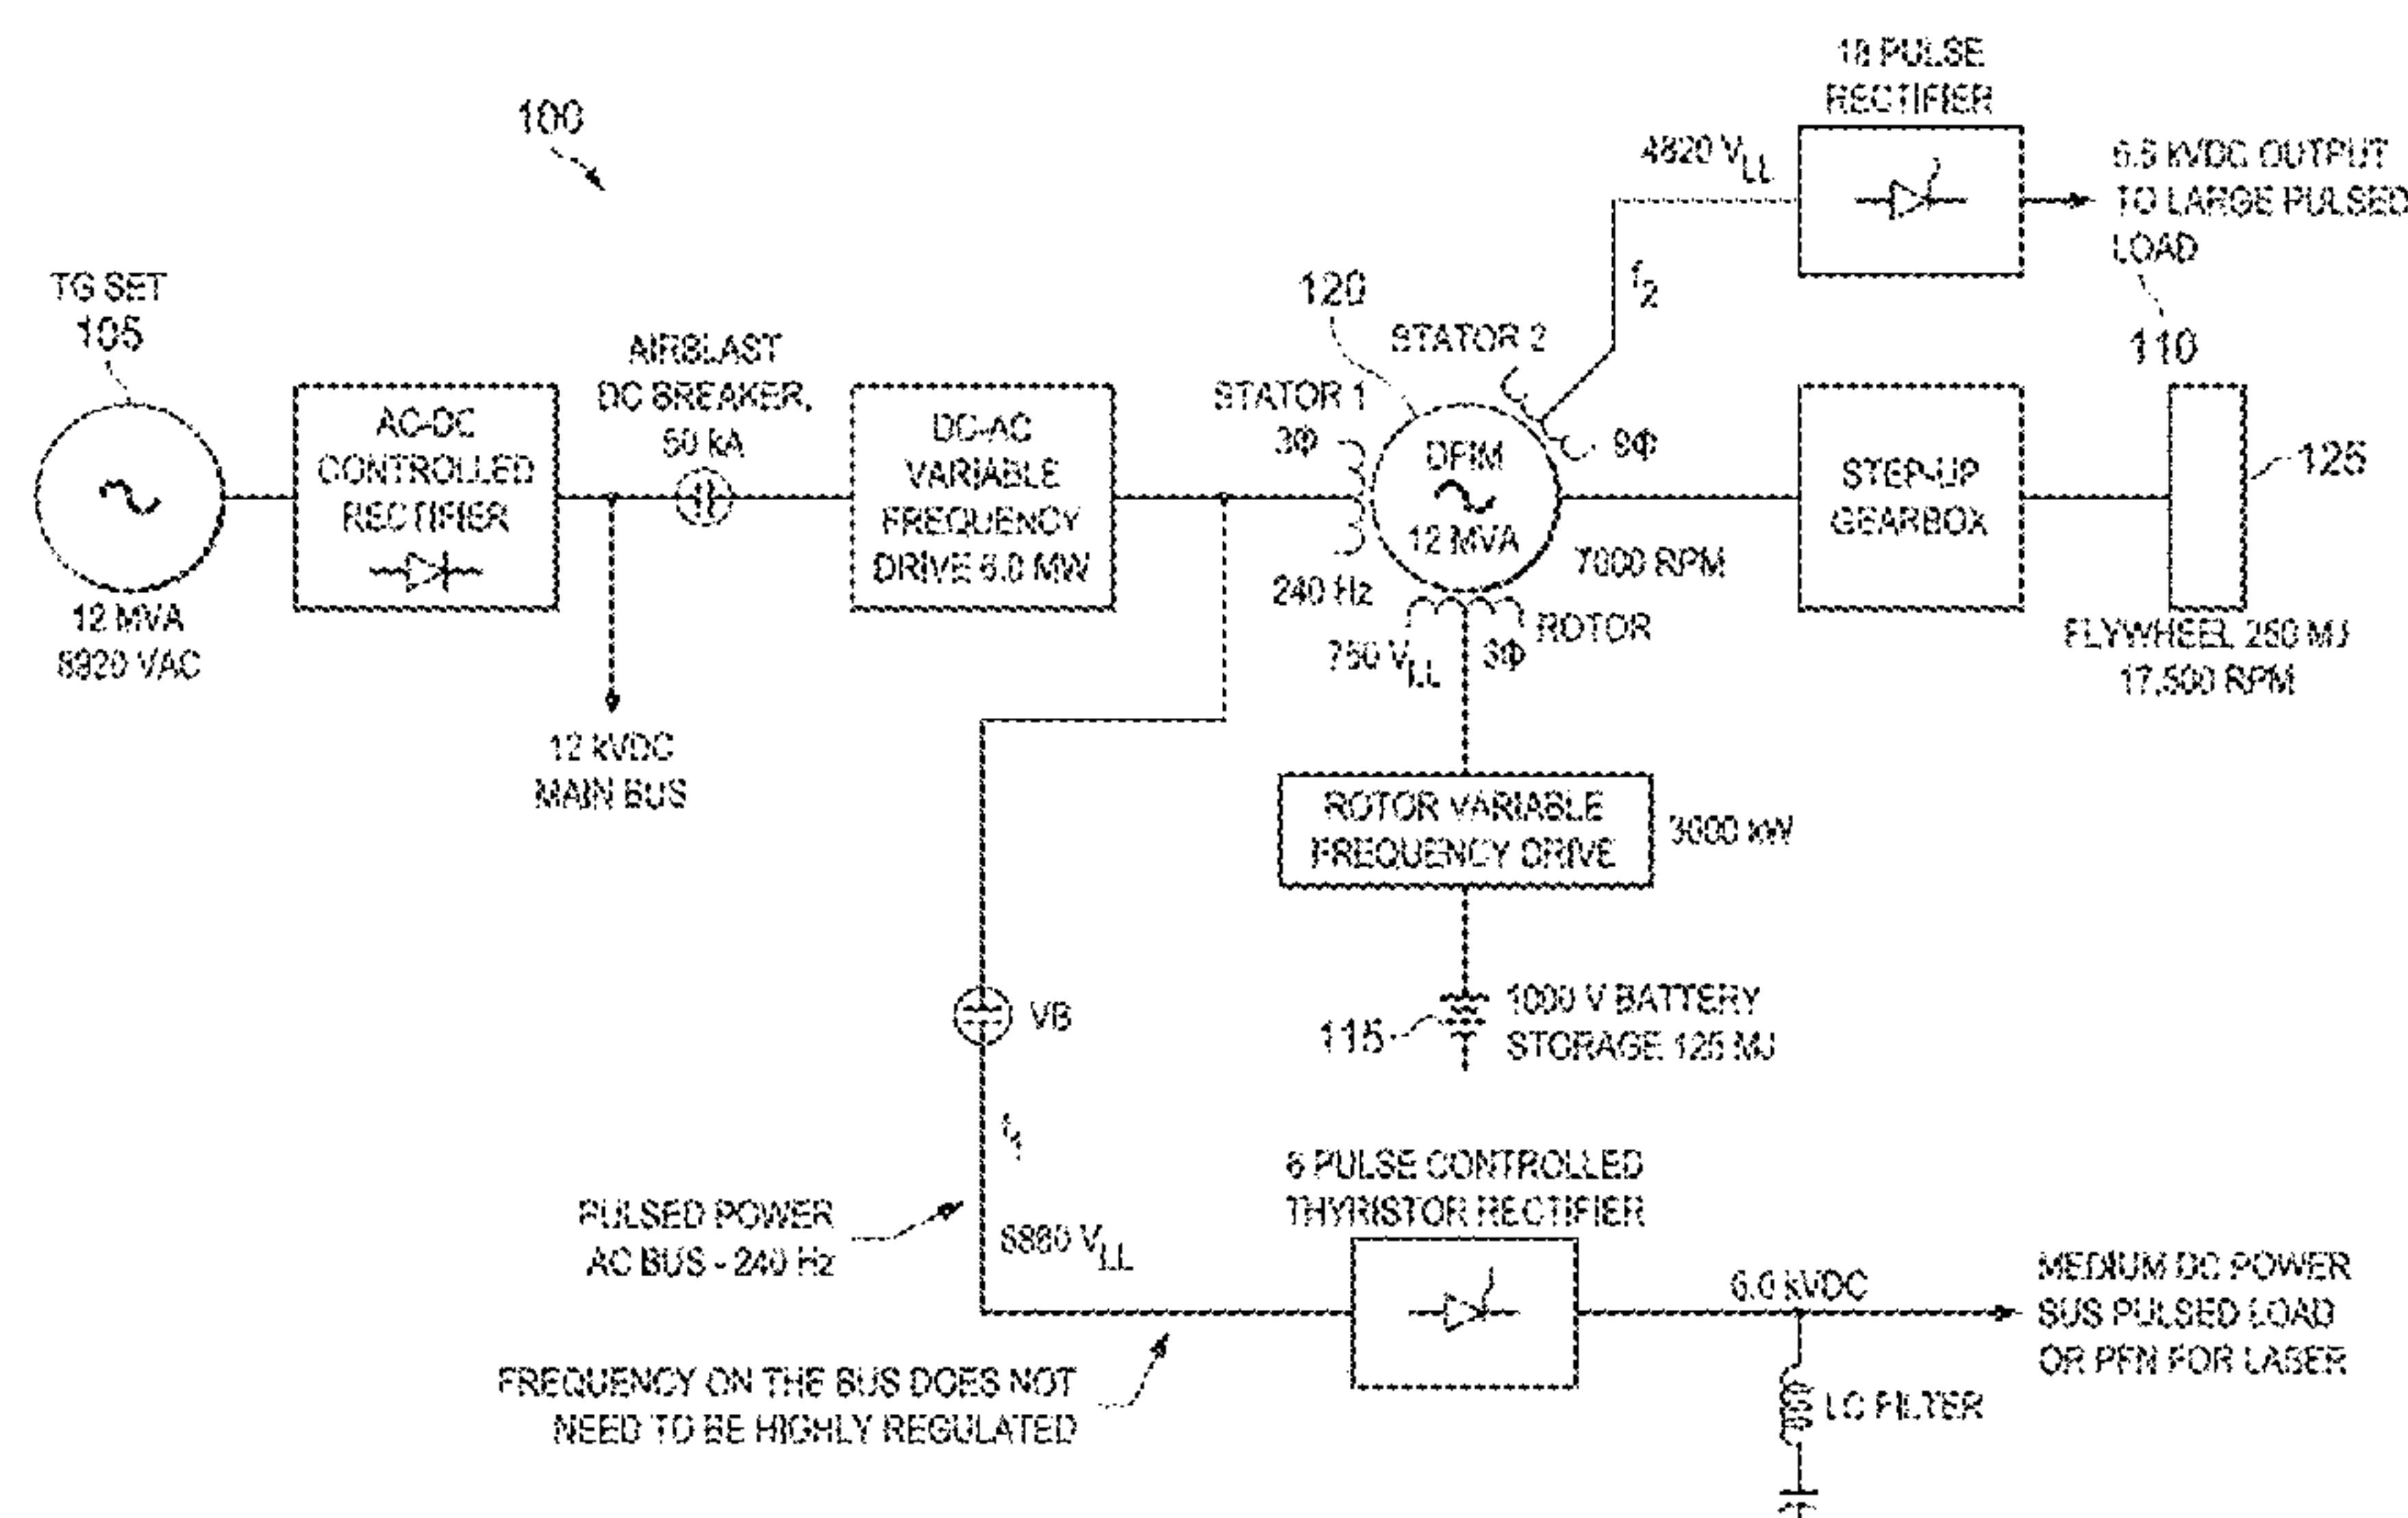 100
18 PULSE
RECTIFIER
4820 VLL
6.5 kVDC OUTPUT
TO LARGE PULSED
LOAD
110
f2
TG SET
105
12 MVA
6920 VAC
AC-DC
CONTROLLED
RECTIFIER
AIRBLAST
DC BREAKER,
50 kA
12 kVDC
MAIN BUS
DC-AC
VARIABLE
FREQUENCY
DRIVE 6.0 MW
120
STATOR 2
9Φ
STATOR 1
3Φ
240 Hz
DFIM
12 MVA
7000 RPM
ROTOR
3Φ
750 VLL
STEP-UP
GEARBOX
125
FLYWHEEL 250 MJ
17,500 RPM
ROTOR VARIABLE
FREQUENCY DRIVE
3000 kW
115
1000 V BATTERY
STORAGE 125 MJ
VB
f1
PULSED POWER
AC BUS - 240 Hz
VLL
6 PULSE CONTROLLED
THYRISTOR RECTIFIER
6.0 kVDC
MEDIUM DC POWER
BUS PULSED LOAD
OR PFN FOR LASER
LC FILTER
FREQUENCY ON THE BUS DOES NOT
NEED TO BE HIGHLY REGULATED